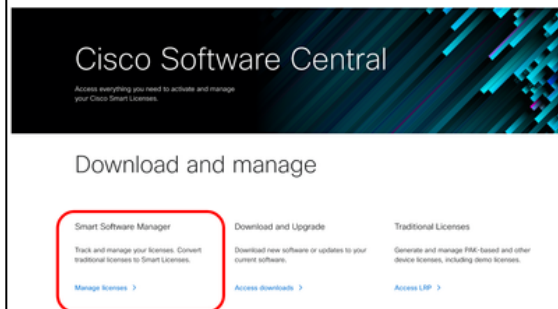 Cisco Software Central
Access everything you need to activate and manage
your Cisco Smart Licenses.
Download and manage
Smart Software Manager
Track and manage your licenses. Convert
traditional licenses to Smart Licenses.
Manage licenses >
Download and Upgrade
Download new software or updates to your
current software.
Access downloads >
Traditional Licenses
Generate and manage PAK-based and other
device licenses, including demo licenses.
Access LRP >